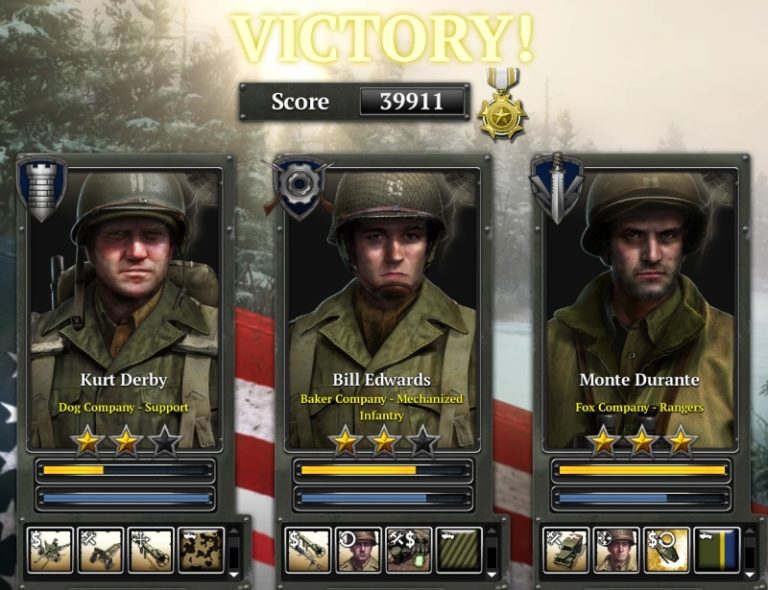 VICTORY!
Score 39911
Kurt Derby
Dog Company - Support
Bill Edwards
Baker Company - Mechanized
Infantry
Monte Durante
Fox Company - Rangers
$
$
$
$